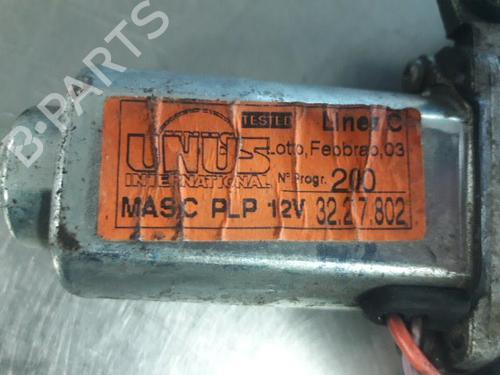 B-PARTS
TESTED Linea C
Lotto, Febbraio, 03
UNUS
INTERNATIONAL
N° Progr. 200
MASC PLP 12V 32.27.802